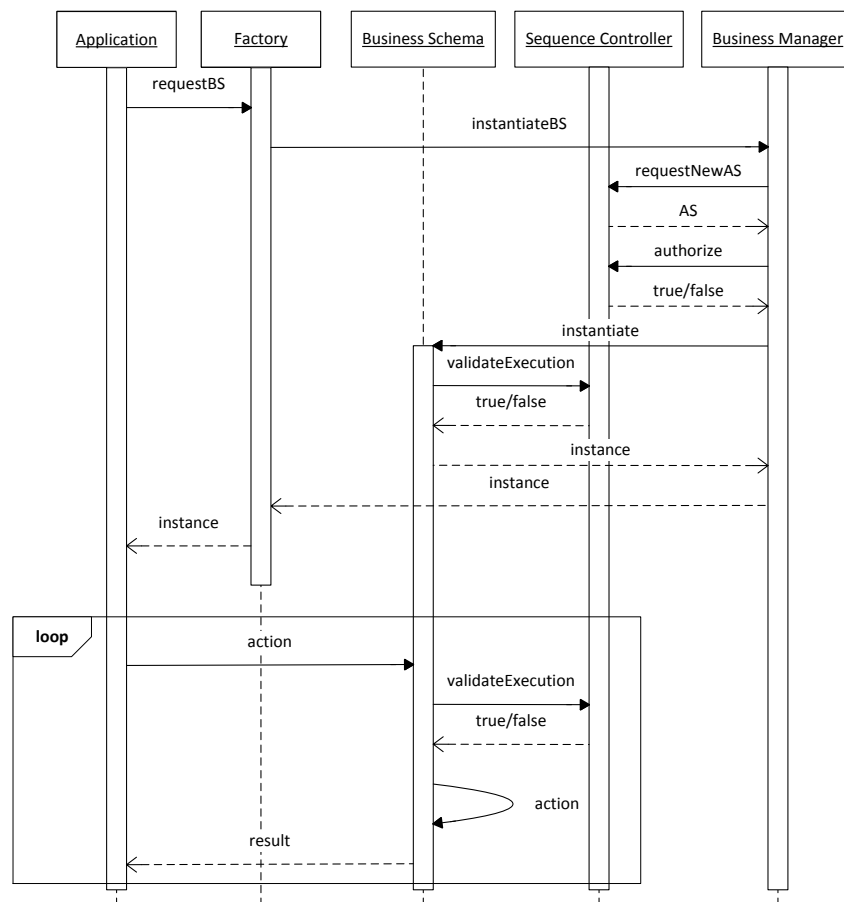 Application
Factory
Business Schema
Sequence Controller
Business Manager
requestBS
instantiateBS
requestNewAS
AS
authorize
true/false
instantiate
validateExecution
true/false
instance
instance
instance
loop
action
validateExecution
true/false
action
result